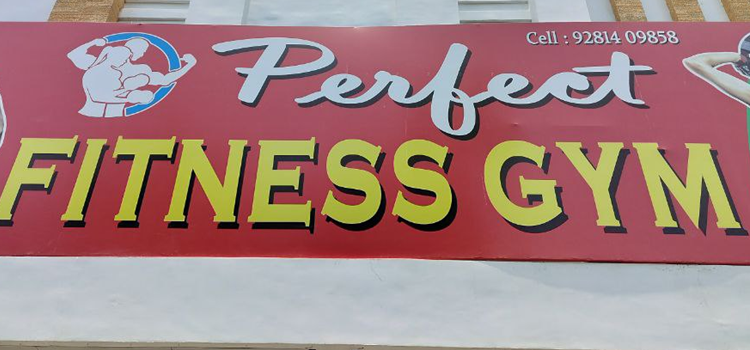 Cell : 92814 09858
Perfect
FITNESS GYM